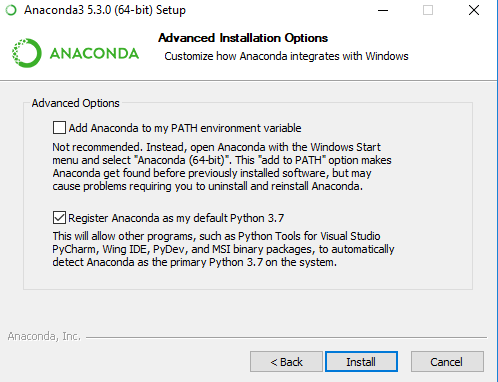 Anaconda3 5.3.0 (64-bit) Setup
Advanced Installation Options
ANACONDA
Customize how Anaconda integrates with Windows
Advanced Options
Add Anaconda to my PATH environment variable
Not recommended. Instead, open Anaconda with the Windows Start
menu and select "Anaconda (64-bit)". This "add to PATH" option makes
Anaconda get found before previously installed software, but may
cause problems requiring you to uninstall and reinstall Anaconda.
Register Anaconda as my default Python 3.7
This will allow other programs, such as Python Tools for Visual Studio
PyCharm, Wing IDE, PyDev, and MSI binary packages, to automatically
detect Anaconda as the primary Python 3.7 on the system.
Anaconda, Inc.
< Back
Install
Cancel